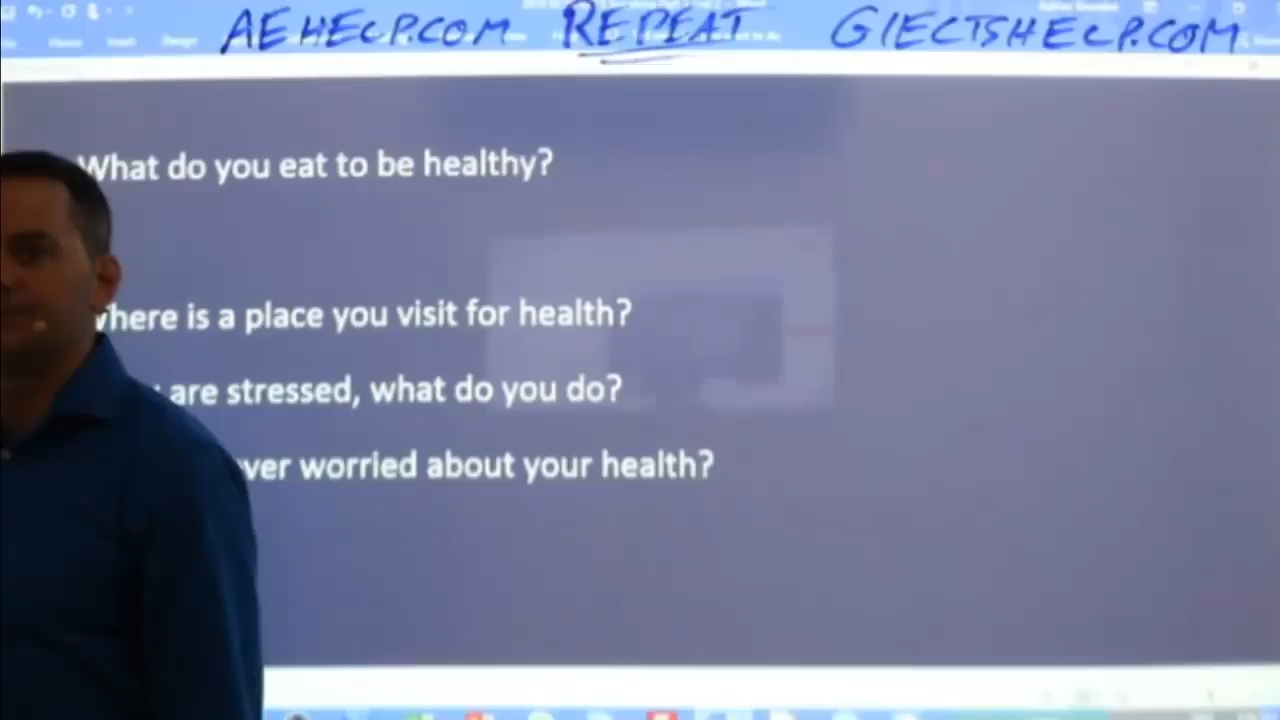 AEHELP.COM REPEAT GIELTSHELP.COM
What do you eat to be healthy?
where is a place you visit for health?
are stressed, what do you do?
ver worried about your health?